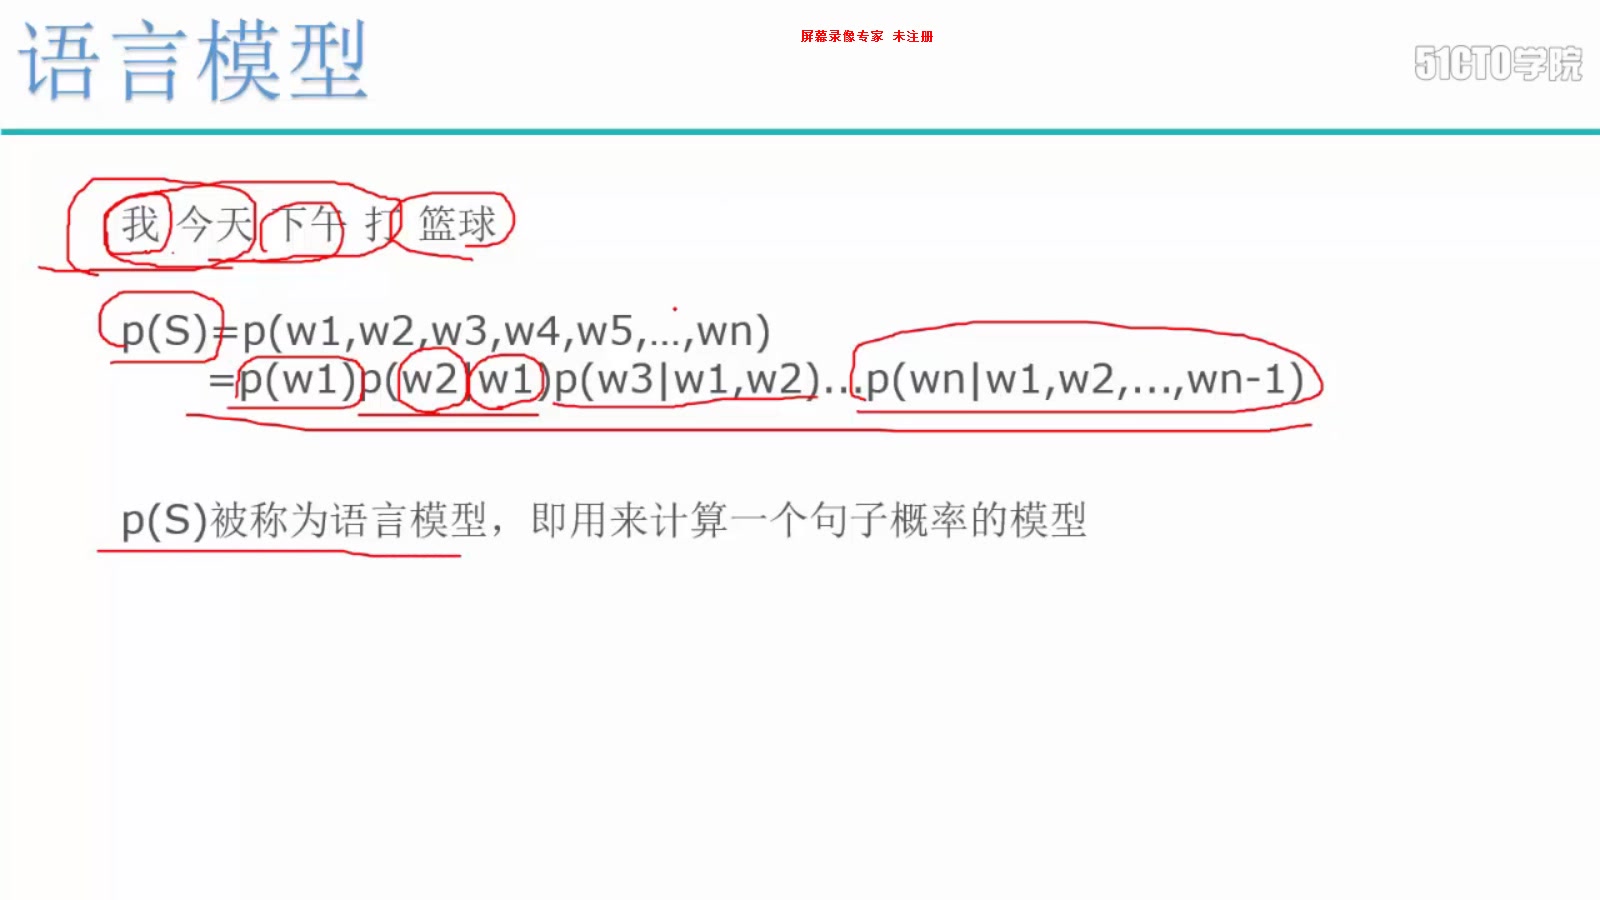 语言模型
屏幕录像专家 未注册
51CTO学院
我 今天 下午 打 篮球
p(S)=p(w1,w2,w3,w4,w5,...,wn)
=p(w1)p(w2|w1)p(w3|w1,w2)...p(wn|w1,w2,...,wn-1)
p(S)被称为语言模型，即用来计算一个句子概率的模型